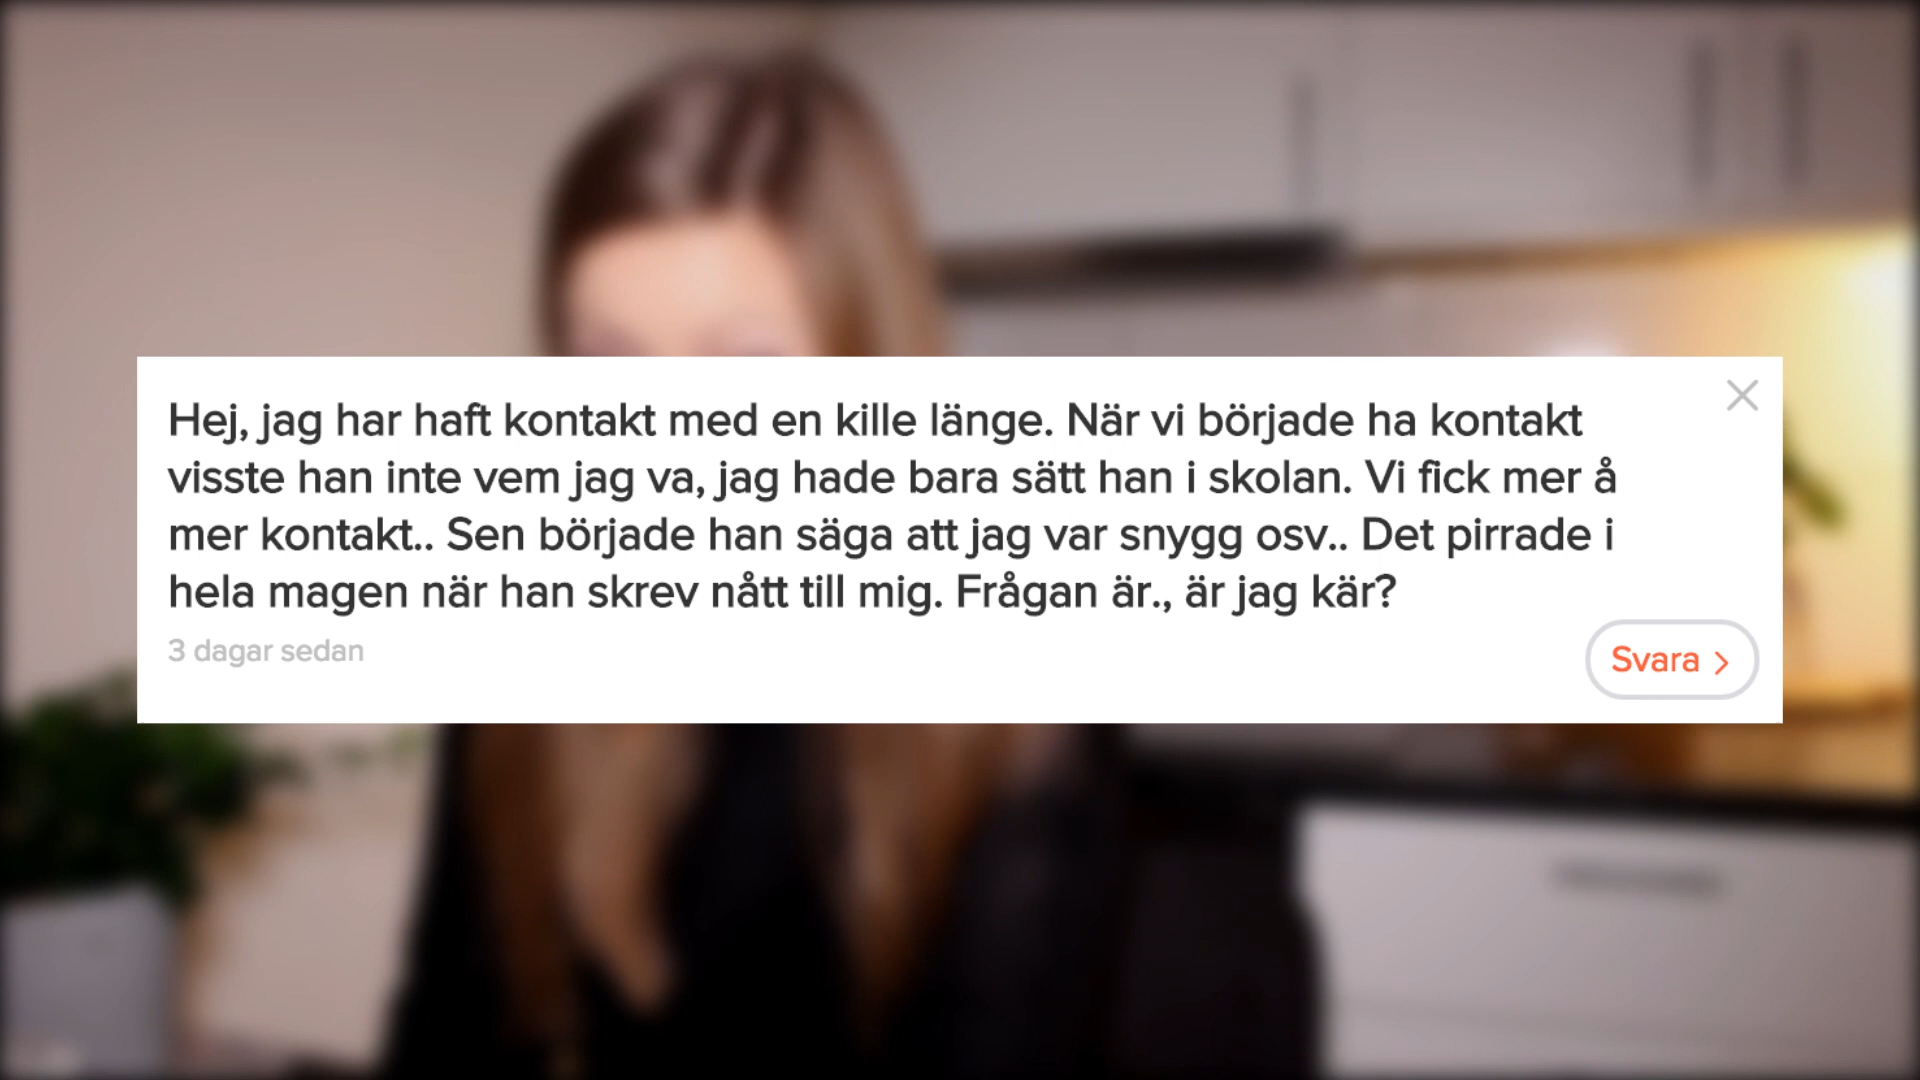 Hej, jag har haft kontakt med en kille länge. När vi började ha kontakt
visste han inte vem jag va, jag hade bara sätt han i skolan. Vi fick mer å
mer kontakt.. Sen började han säga att jag var snygg osv.. Det pirrade i
hela magen när han skrev nått till mig. Frågan är., är jag kär?
3 dagar sedan
Svara